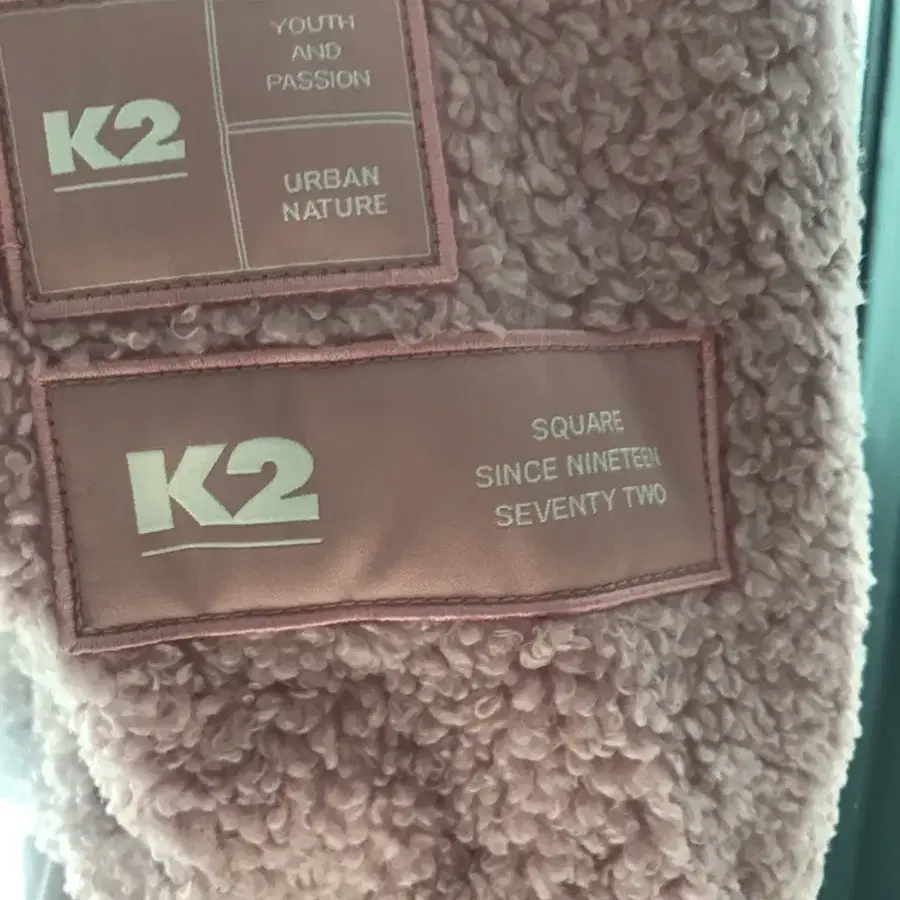 K2
YOUTH
AND
PASSION
URBAN
NATURE
K2
SQUARE
SINCE NINETEEN
SEVENTY TWO